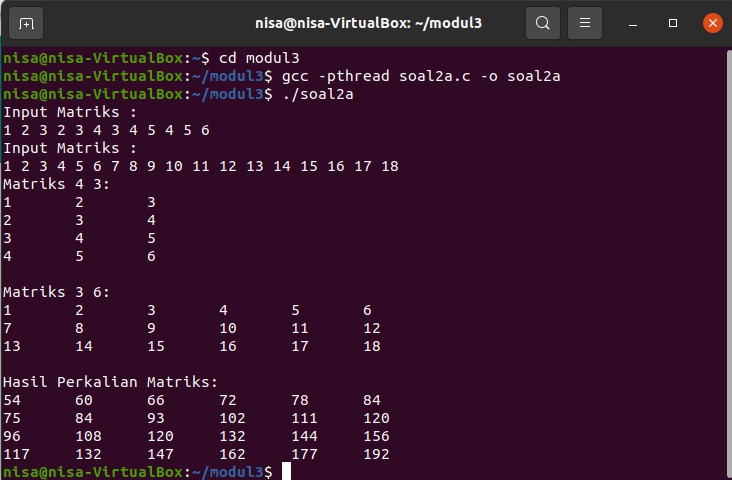 nisa@nisa-VirtualBox: ~/modul3
nisa@nisa-VirtualBox:~$ cd modul3
nisa@nisa-VirtualBox:~/modul3$ gcc -pthread soal2a.c -o soal2a
nisa@nisa-VirtualBox:~/modul3$ ./soal2a
Input Matriks :
1 2 3 2 3 4 3 4 5 4 5 6
Input Matriks :
1 2 3 4 5 6 7 8 9 10 11 12 13 14 15 16 17 18
Matriks 4 3:
1 2 3
2 3 4
3 4 5
4 5 6
Matriks 3 6:
1 2 3 4 5 6
7 8 9 10 11 12
13 14 15 16 17 18
Hasil Perkalian Matriks:
54 60 66 72 78 84
75 84 93 102 111 120
96 108 120 132 144 156
117 132 147 162 177 192
nisa@nisa-VirtualBox:~/modul3$